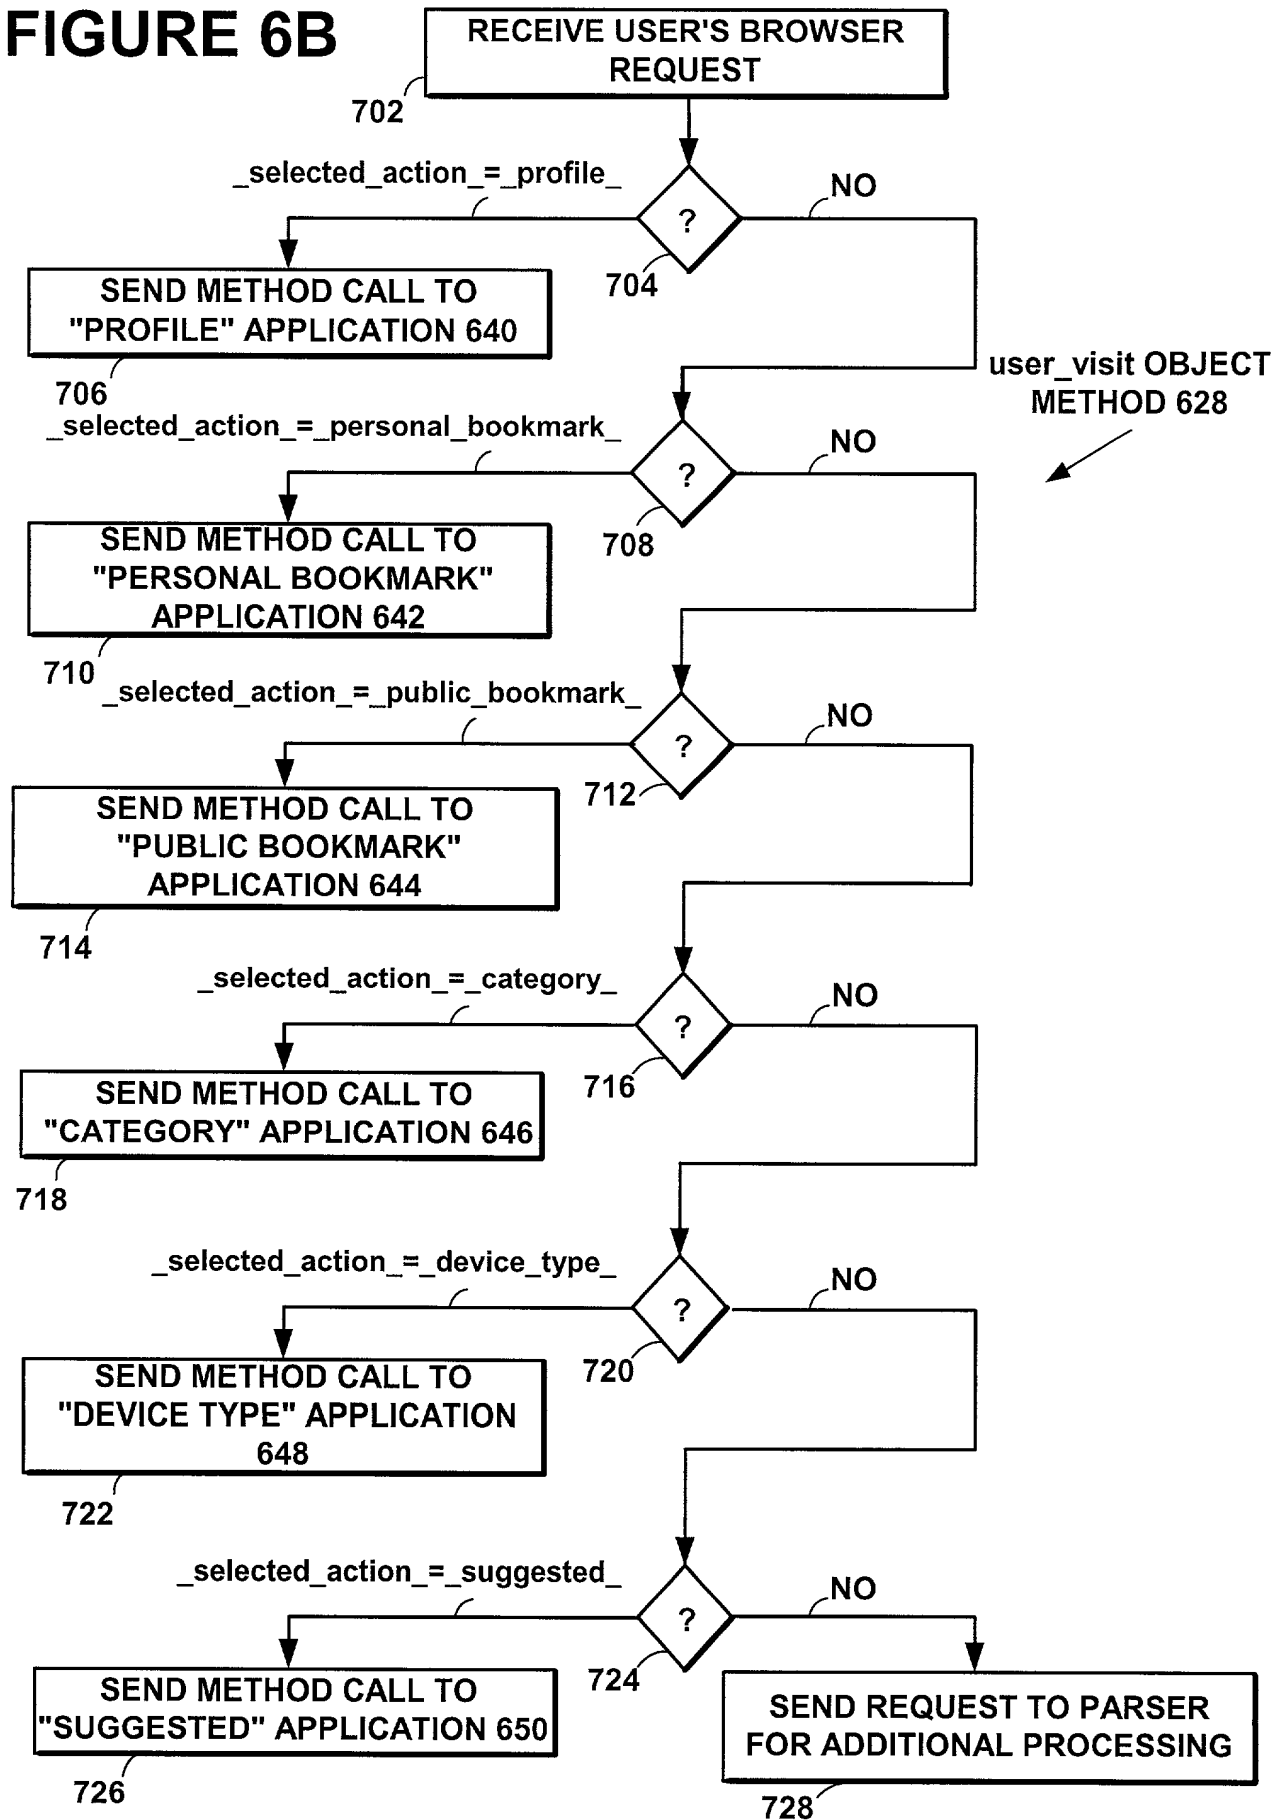 FIGURE 6B
RECEIVE USER'S BROWSER
REQUEST
702
_selected_action_=_profile_
?
NO
704
SEND METHOD CALL TO
"PROFILE" APPLICATION 640
706
user_visit OBJECT
METHOD 628
_selected_action_=_personal_bookmark_
?
NO
708
SEND METHOD CALL TO
"PERSONAL BOOKMARK"
APPLICATION 642
710
_selected_action_=_public_bookmark_
?
NO
712
SEND METHOD CALL TO
"PUBLIC BOOKMARK"
APPLICATION 644
714
_selected_action_=_category_
?
NO
716
SEND METHOD CALL TO
"CATEGORY" APPLICATION 646
718
_selected_action_=_device_type_
?
NO
720
SEND METHOD CALL TO
"DEVICE TYPE" APPLICATION
648
722
_selected_action_=_suggested_
?
NO
724
SEND METHOD CALL TO
"SUGGESTED" APPLICATION 650
726
SEND REQUEST TO PARSER
FOR ADDITIONAL PROCESSING
728